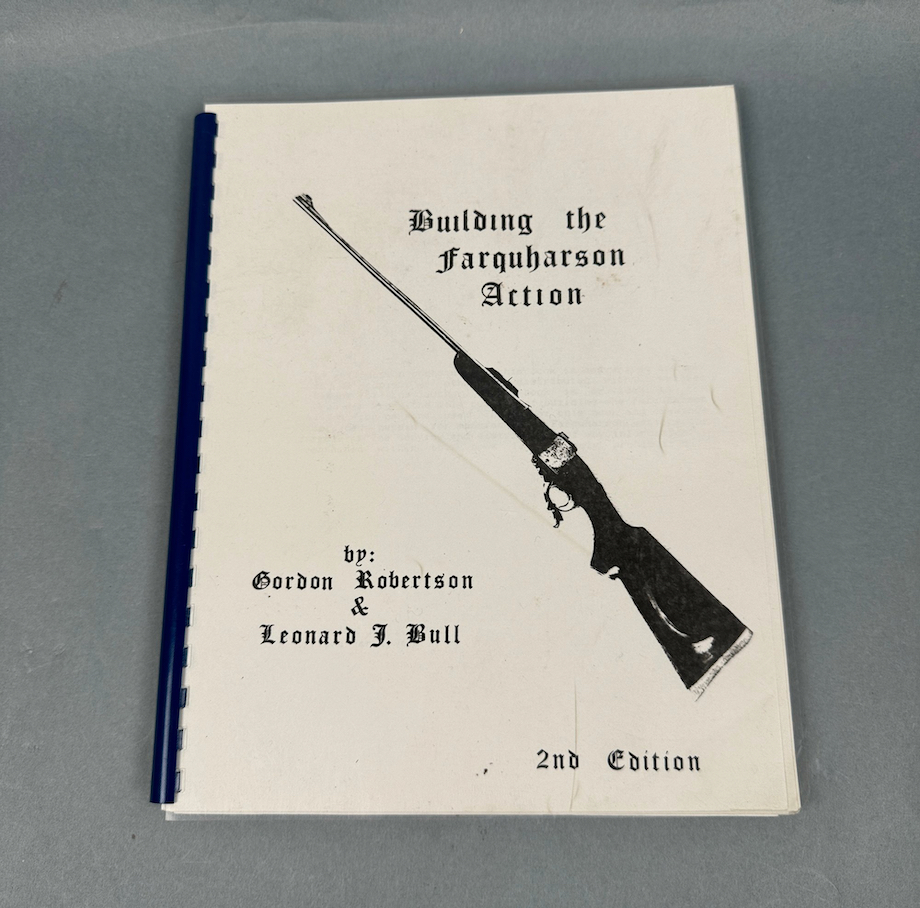 Building the
Farquharson
Action
by:
Gordon Robertson
&
Leonard J. Bull
2nd Edition